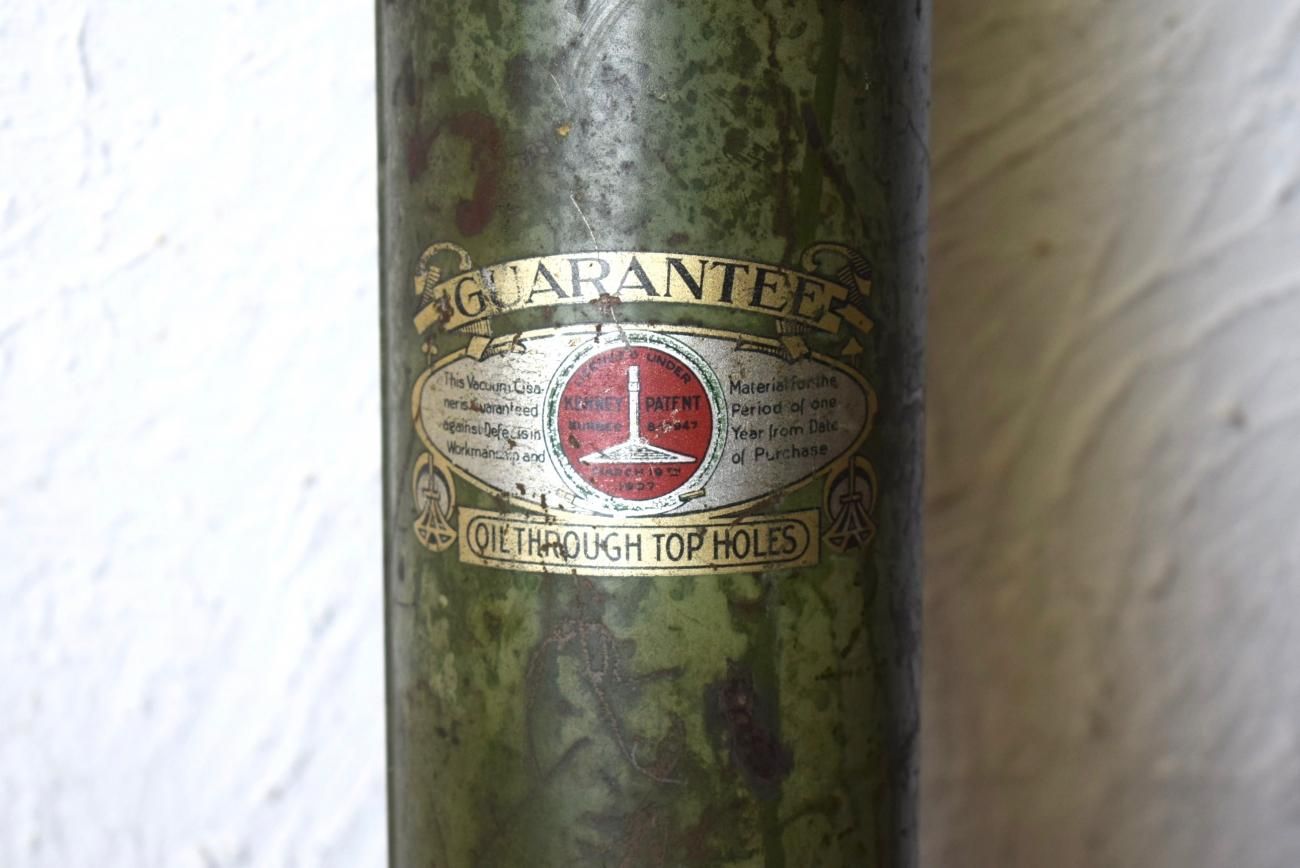 GUARANTEE
This Vacuum Clea-
ner is Guaranteed
against Defects in
Workmanship and
LICENSED UNDER
KENNEY PATENT
NUMBER
MARCH 19TH
1907
Material for the
Period of one
Year from Date
of Purchase
OIL THROUGH TOP HOLES